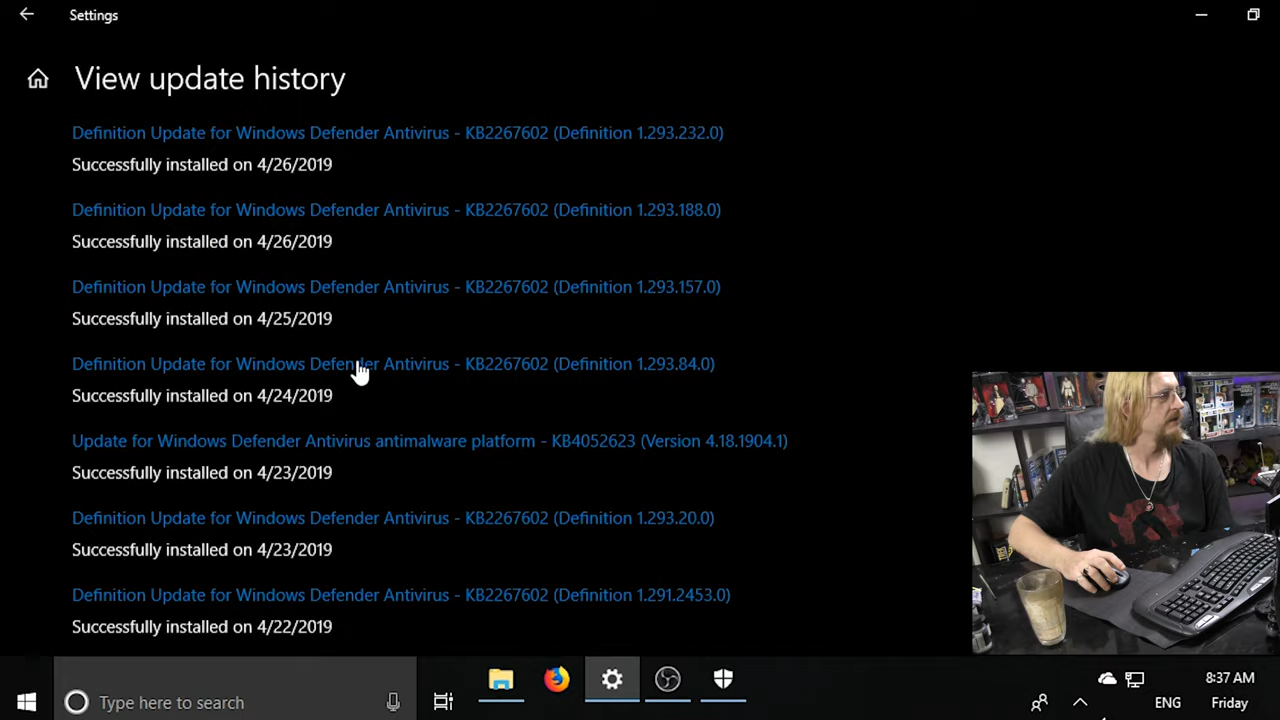 Settings
View update history
Definition Update for Windows Defender Antivirus - KB2267602 (Definition 1.293.232.0)
Successfully installed on 4/26/2019
Definition Update for Windows Defender Antivirus - KB2267602 (Definition 1.293.188.0)
Successfully installed on 4/26/2019
Definition Update for Windows Defender Antivirus - KB2267602 (Definition 1.293.157.0)
Successfully installed on 4/25/2019
Definition Update for Windows Defender Antivirus - KB2267602 (Definition 1.293.84.0)
Successfully installed on 4/24/2019
Update for Windows Defender Antivirus antimalware platform - KB4052623 (Version 4.18.1904.1)
Successfully installed on 4/23/2019
Definition Update for Windows Defender Antivirus - KB2267602 (Definition 1.293.20.0)
Successfully installed on 4/23/2019
Definition Update for Windows Defender Antivirus - KB2267602 (Definition 1.291.2453.0)
Successfully installed on 4/22/2019
Type here to search
8:37 AM
ENG Friday